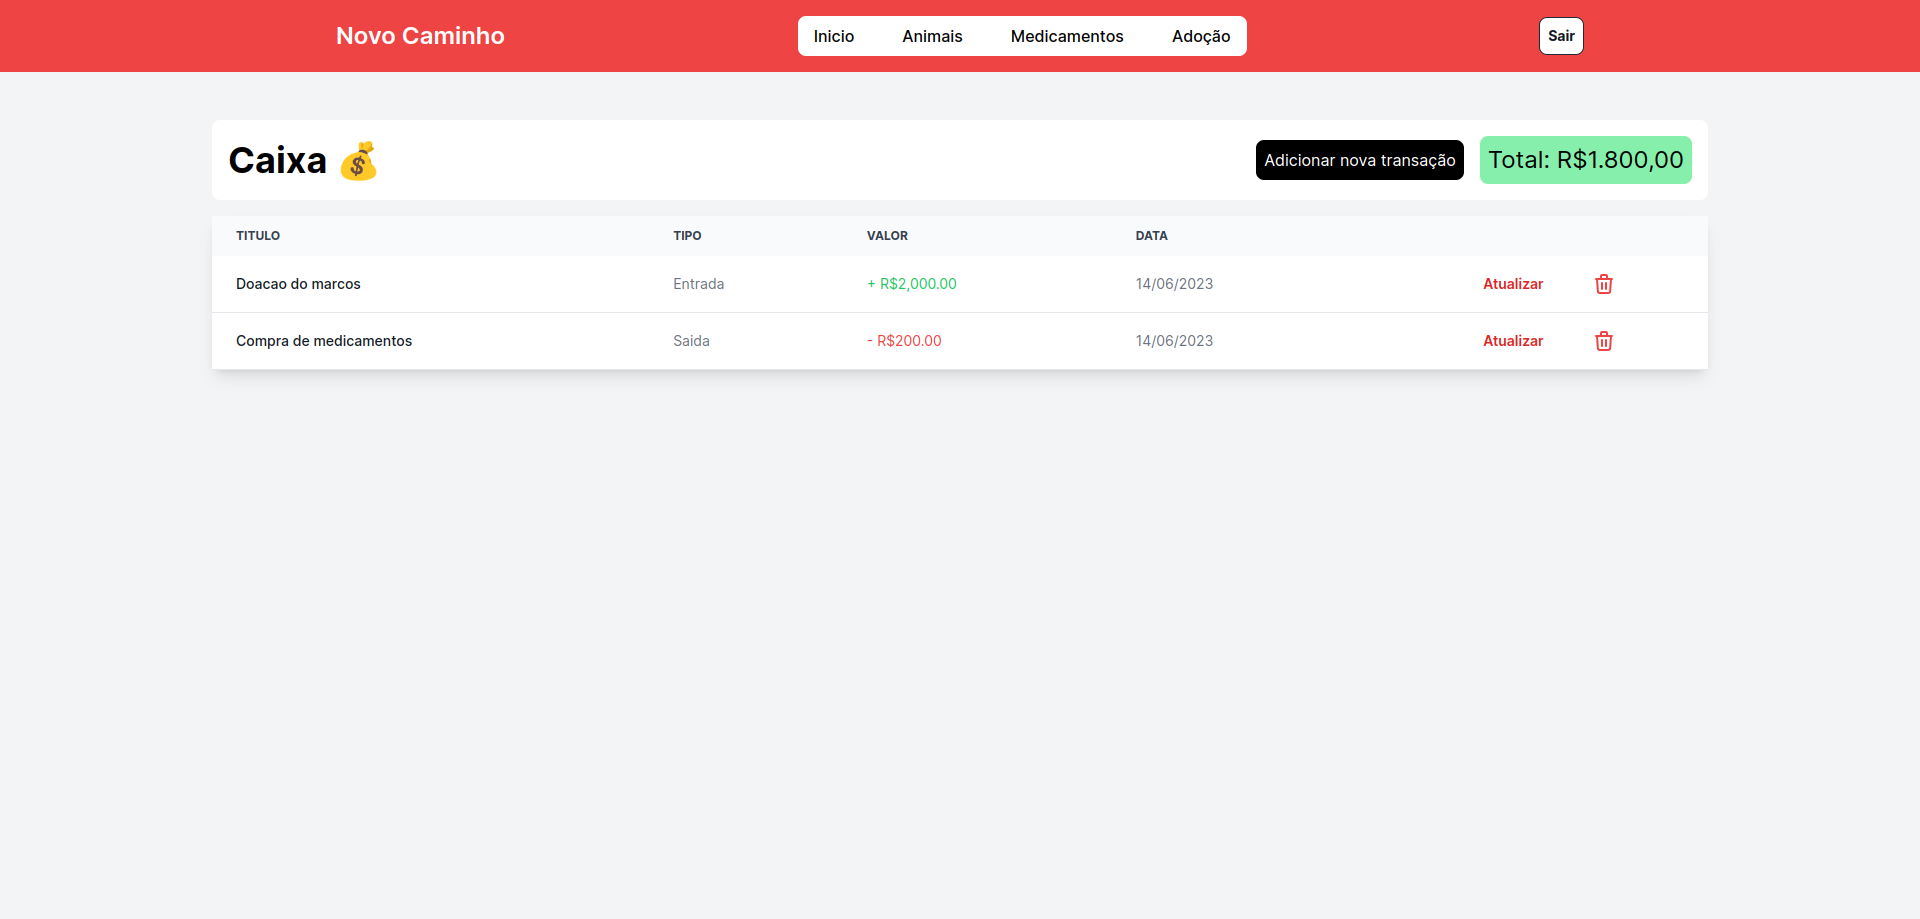 Novo Caminho
Inicio Animais Medicamentos Adoção
Sair
Caixa 💰
Adicionar nova transação
Total: R$1.800,00
TITULO TIPO VALOR DATA
Doacao do marcos Entrada + R$2,000.00 14/06/2023 Atualizar
Compra de medicamentos Saida - R$200.00 14/06/2023 Atualizar